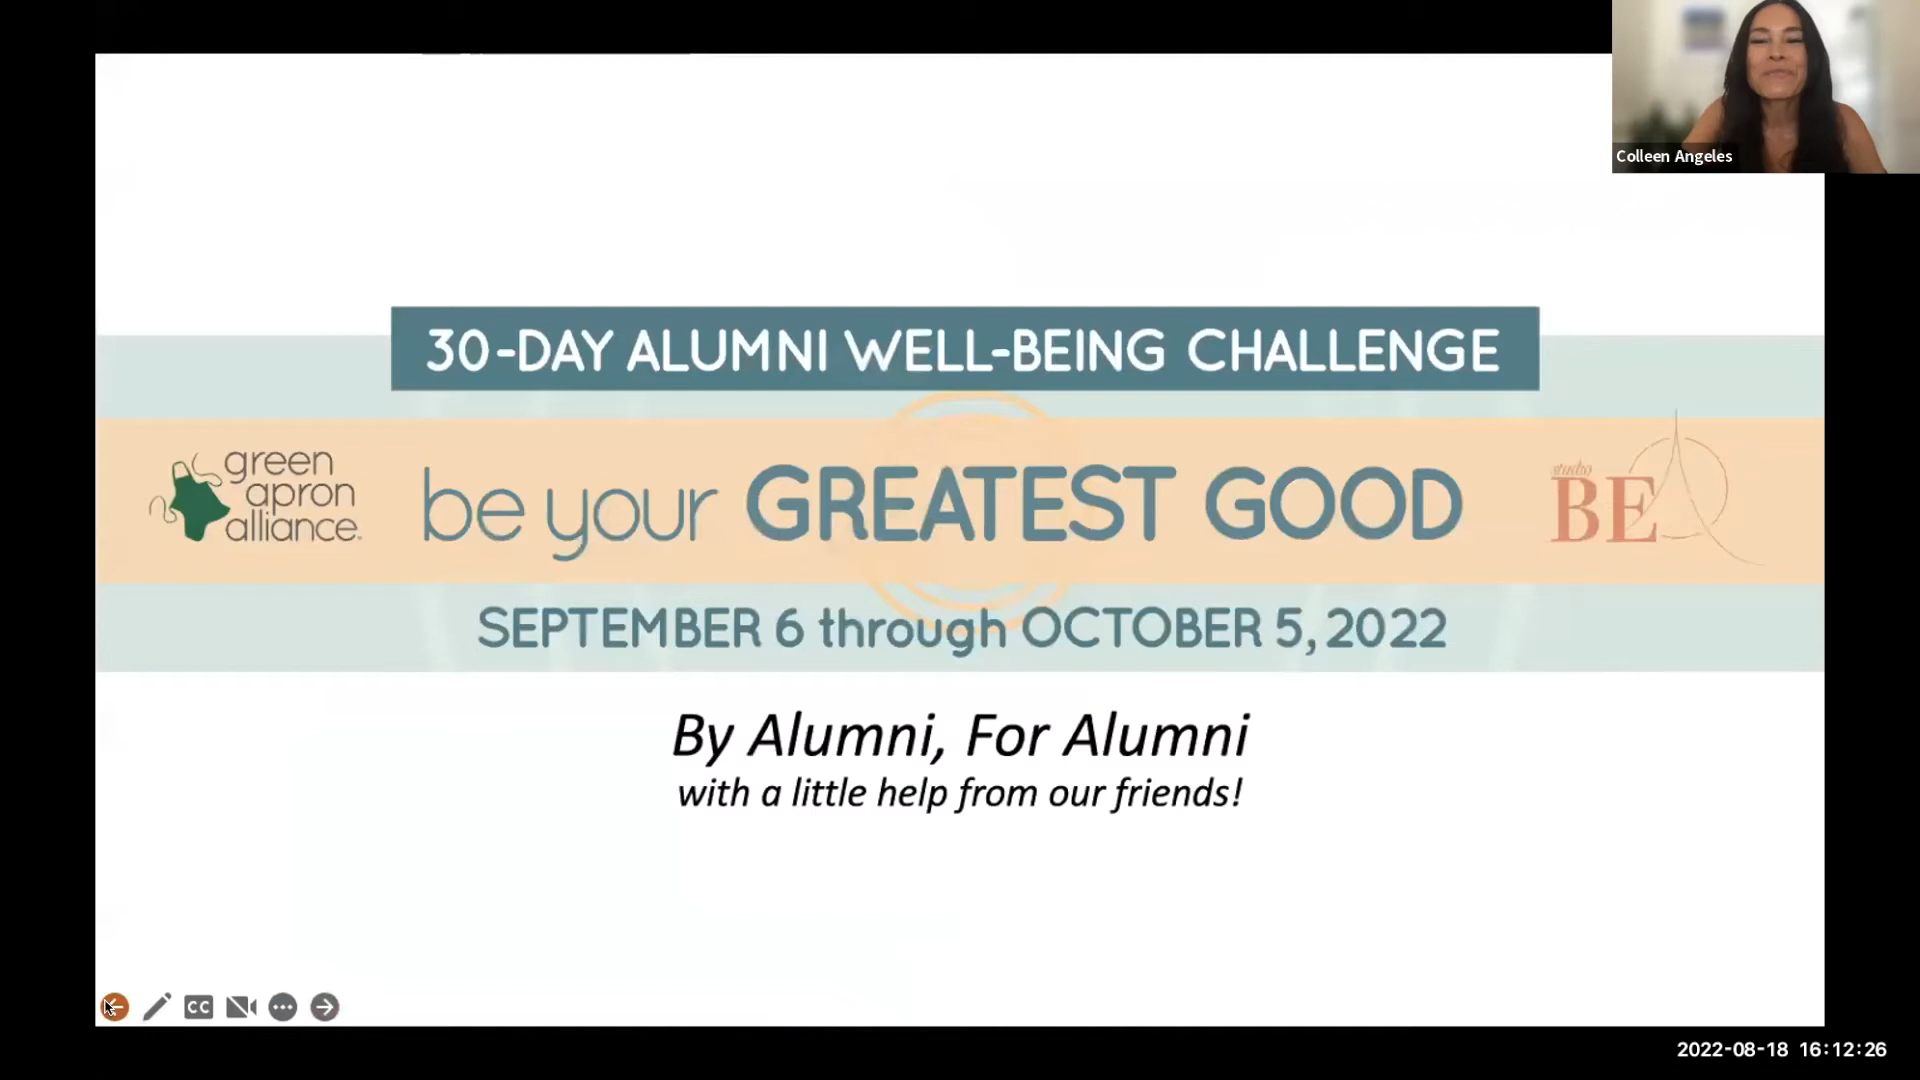 Colleen Angeles
30-DAY ALUMNI WELL-BEING CHALLENGE
green
apron
alliance
be your GREATEST GOOD
studio
BE
SEPTEMBER 6 through OCTOBER 5, 2022
By Alumni, For Alumni
with a little help from our friends!
CC
2022-08-18 16:12:26